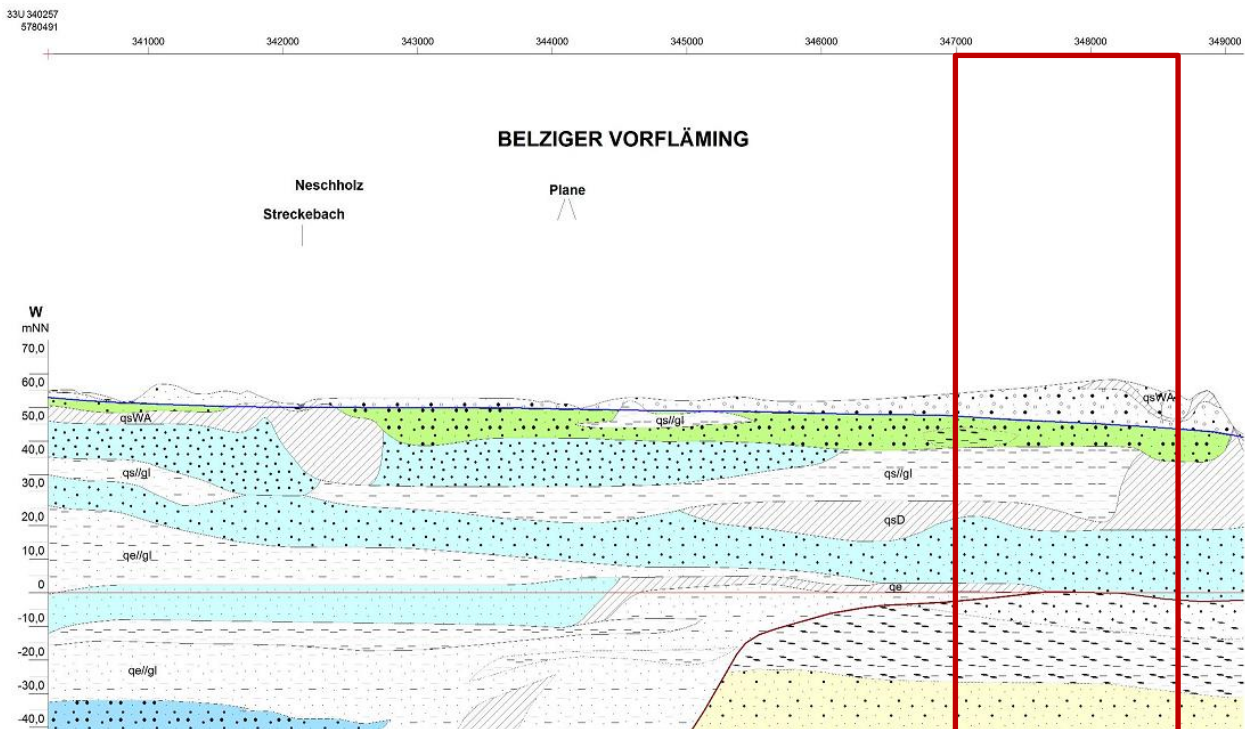 33U 340257
5780491
341000 342000 343000 344000 345000 346000 347000 348000 349000
BELZIGER VORFLÄMING
Neschholz
Plane
Streckebach
W
mNN
70,0
60,0
qsWA
50,0
qsWA
qs//gl
40,0
qs//gl
qs//gl
30,0
qsD
20,0
qe//gl
10,0
0
qe
-10,0
-20,0
qe//gl
-30,0
-40,0